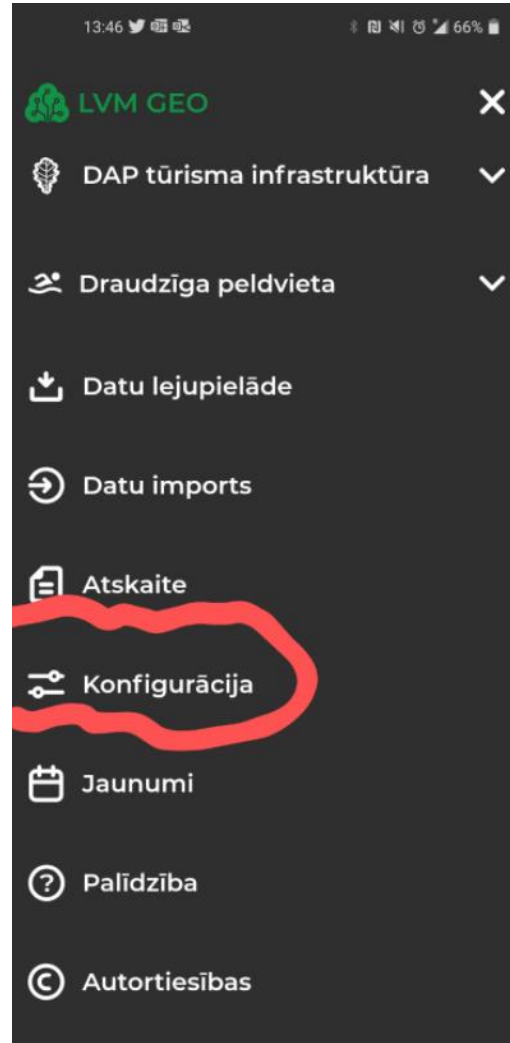 13:46 66%
LVM GEO
DAP tūrisma infrastruktūra
Draudzīga peldvieta
Datu lejupielāde
Datu imports
Atskaite
Konfigurācija
Jaunumi
Palīdzība
Autortiesības